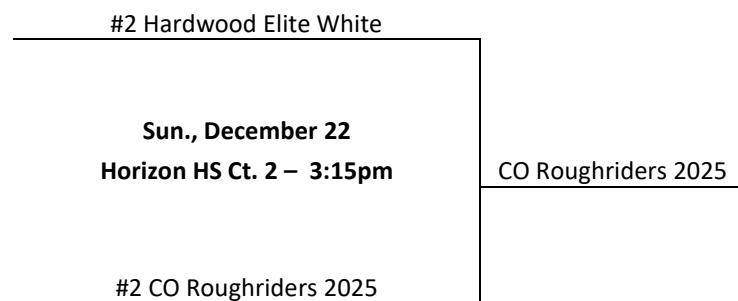 #2 Hardwood Elite White
Sun., December 22
Horizon HS Ct. 2 – 3:15pm
CO Roughriders 2025
#2 CO Roughriders 2025